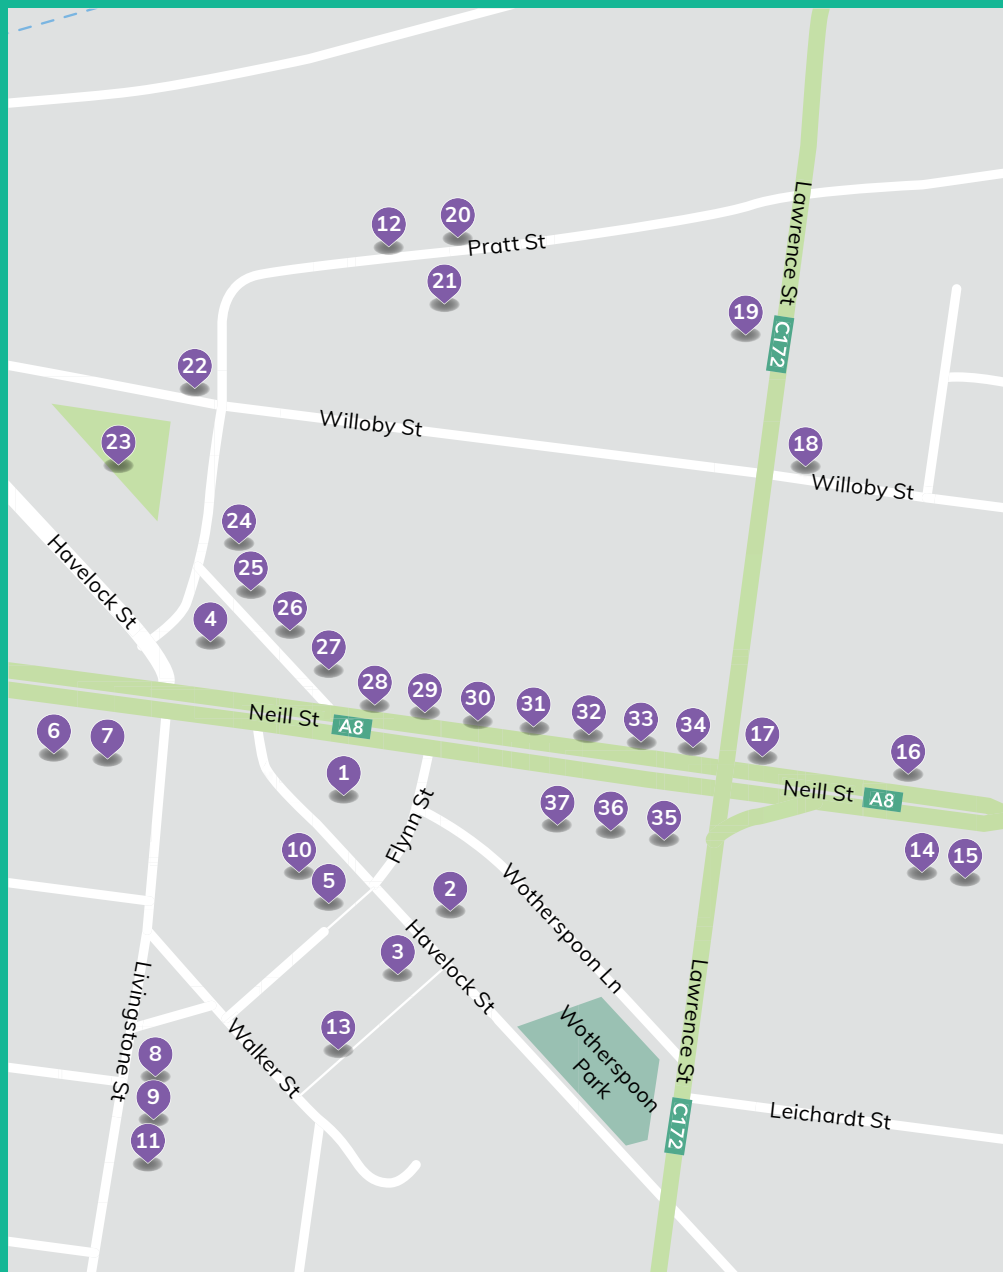 Lawrence St
12
20
Pratt St
21
19
C172
22
Willoby St
23
18
Willoby St
24
Havelock St
25
26
4
27
28
29
30
31
32
33
34
17
6
7
Neill St
A8
16
1
Neill St
A8
37
36
35
Flynn St
10
14
15
5
2
Wotherspoon Ln
3
Havelock St
Lawrence St
Livingstone St
13
Wotherspoon
Park
Walker St
8
9
C172
Leichardt St
11